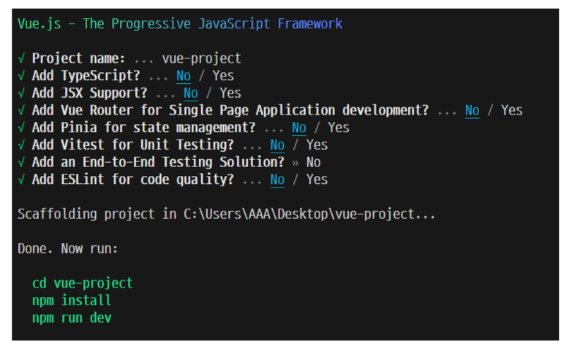 Vue.js - The Progressive JavaScript Framework
√ Project name: ... vue-project
√ Add TypeScript? ... No / Yes
√ Add JSX Support? ... No / Yes
√ Add Vue Router for Single Page Application development? ... No / Yes
√ Add Pinia for state management? ... No / Yes
√ Add Vitest for Unit Testing? ... No / Yes
√ Add an End-to-End Testing Solution? » No
√ Add ESLint for code quality? ... No / Yes
Scaffolding project in C:\Users\AAA\Desktop\vue-project...
Done. Now run:
cd vue-project
npm install
npm run dev